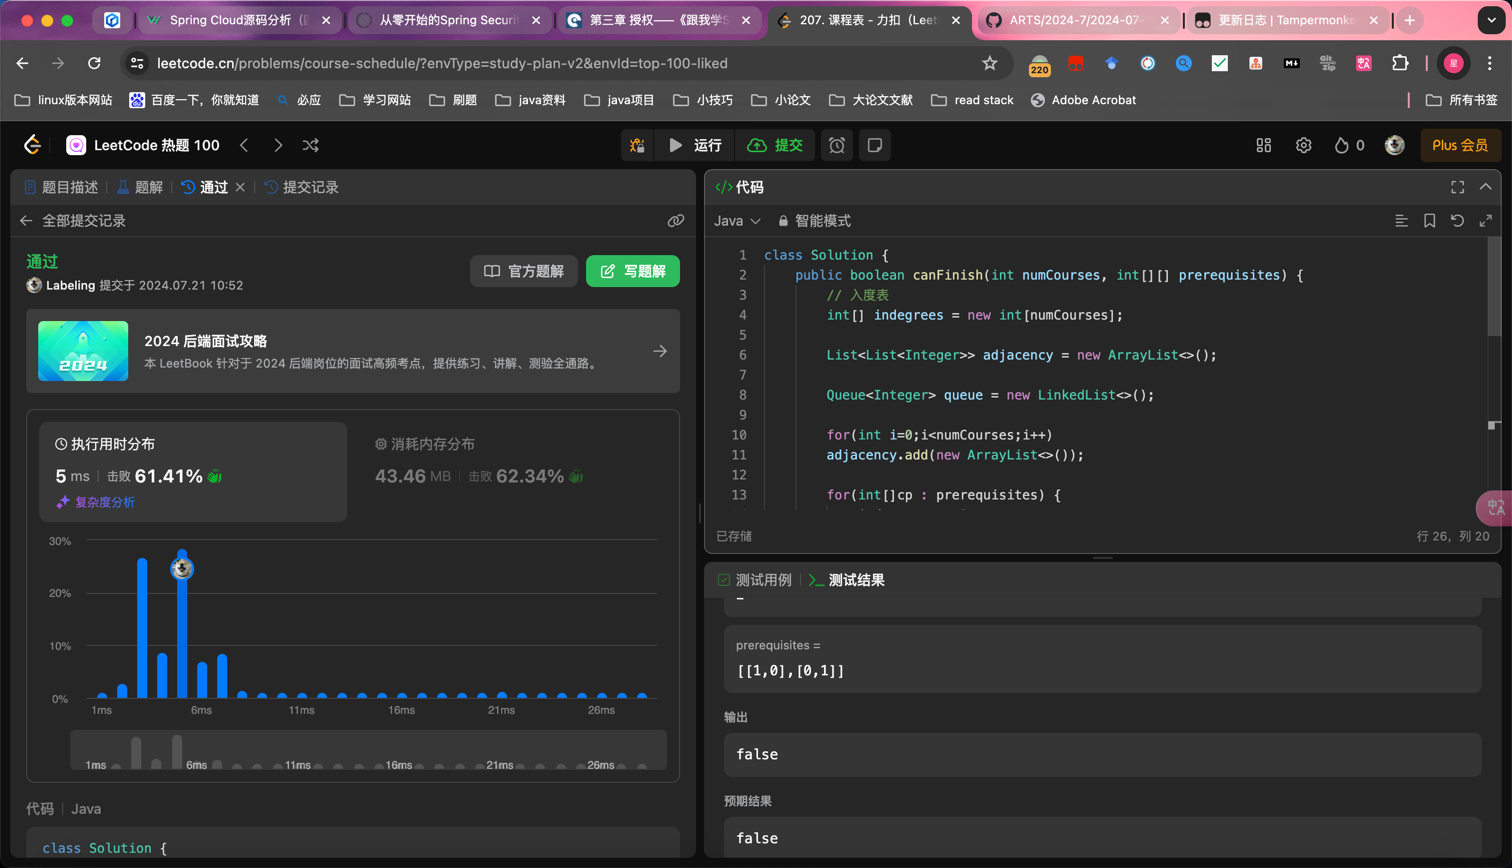 Spring Cloud源码分析
从零开始的Spring Securi
第三章 授权——《跟我学S
207. 课程表 - 力扣（Leet
ARTS/2024-7/2024-07-
更新日志 | Tampermonke
leetcode.cn/problems/course-schedule/?envType=study-plan-v2&envId=top-100-liked
220
星
linux版本网站
百度一下，你就知道
必应
学习网站
刷题
java资料
java项目
小技巧
小论文
大论文文献
read stack
Adobe Acrobat
所有书签
LeetCode 热题 100
运行
提交
0
Plus 会员
题目描述
题解
通过
提交记录
全部提交记录
通过
Labeling 提交于 2024.07.21 10:52
官方题解
写题解
2024
2024 后端面试攻略
本 LeetBook 针对于 2024 后端岗位的面试高频考点，提供练习、讲解、测验全通路。
执行用时分布
5 ms
击败 61.41%
复杂度分析
消耗内存分布
43.46 MB
击败 62.34%
30%
20%
10%
0%
1ms 6ms 11ms 16ms 21ms 26ms
1ms 6ms 11ms 16ms 21ms 26ms
代码 Java
class Solution {
</> 代码
Java
智能模式
1 class Solution {
2 public boolean canFinish(int numCourses, int[][] prerequisites) {
3 // 入度表
4 int[] indegrees = new int[numCourses];
5
6 List<List<Integer>> adjacency = new ArrayList<>();
7
8 Queue<Integer> queue = new LinkedList<>();
9
10 for(int i=0;i<numCourses;i++)
11 adjacency.add(new ArrayList<>());
12
13 for(int[]cp : prerequisites) {
已存储
行 26，列 20
测试用例
测试结果
prerequisites =
[[1,0],[0,1]]
输出
false
预期结果
false